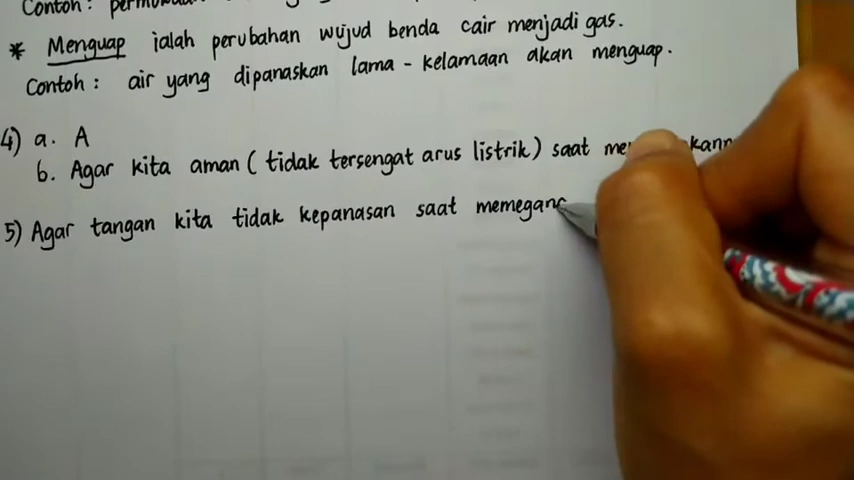 Contoh :
* Menguap ialah perubahan wujud benda cair menjadi gas.
Contoh : air yang dipanaskan lama - kelamaan akan menguap.
4) a. A
b. Agar kita aman ( tidak tersengat arus listrik) saat
5) Agar tangan kita tidak kepanasan saat memegang